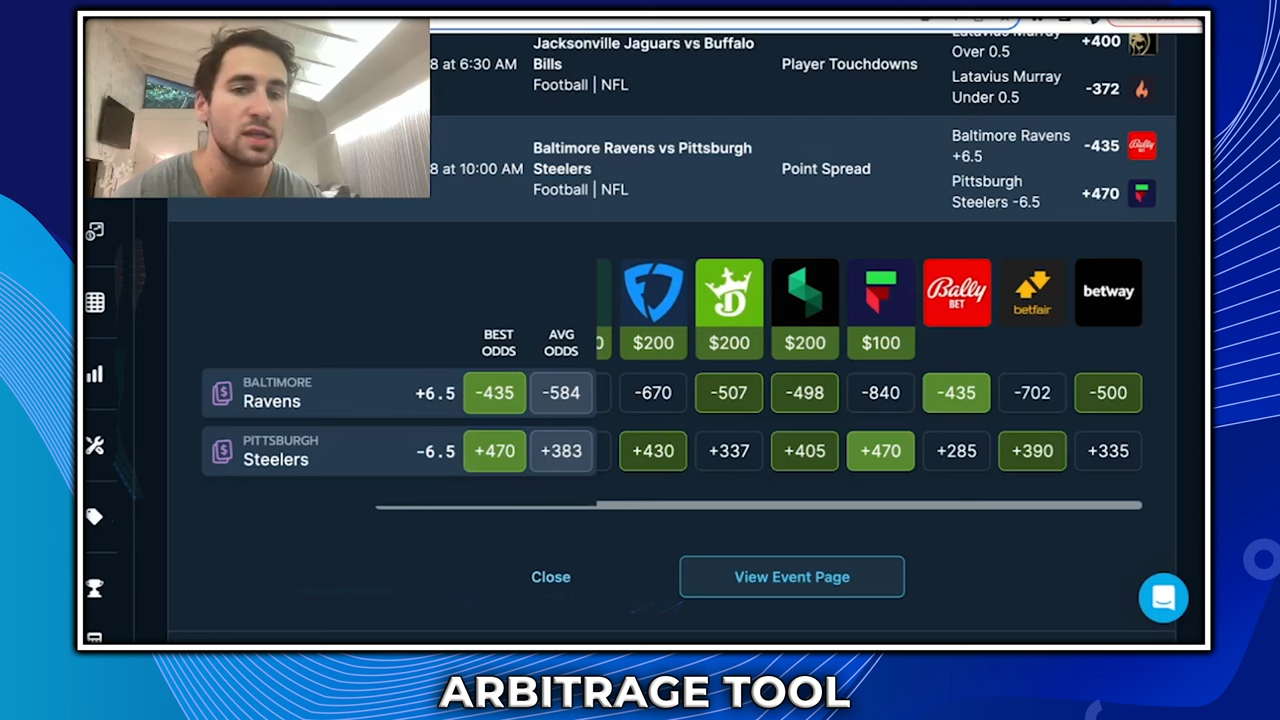 Jacksonville Jaguars vs Buffalo
Bills
Football | NFL
8 at 6:30 AM
Player Touchdowns
Latavius Murray
Over 0.5
+400
Latavius Murray
Under 0.5
-372
Baltimore Ravens vs Pittsburgh
Steelers
Football | NFL
8 at 10:00 AM
Point Spread
Baltimore Ravens
+6.5
-435
Bally
BET
Pittsburgh
Steelers -6.5
+470
BEST
ODDS
AVG
ODDS
0
$200
$200
$200
$100
Bally
BET
betfair
betway
BALTIMORE
Ravens
+6.5
-435
-584
-670
-507
-498
-840
-435
-702
-500
PITTSBURGH
Steelers
-6.5
+470
+383
+430
+337
+405
+470
+285
+390
+335
Close
View Event Page
ARBITRAGE TOOL